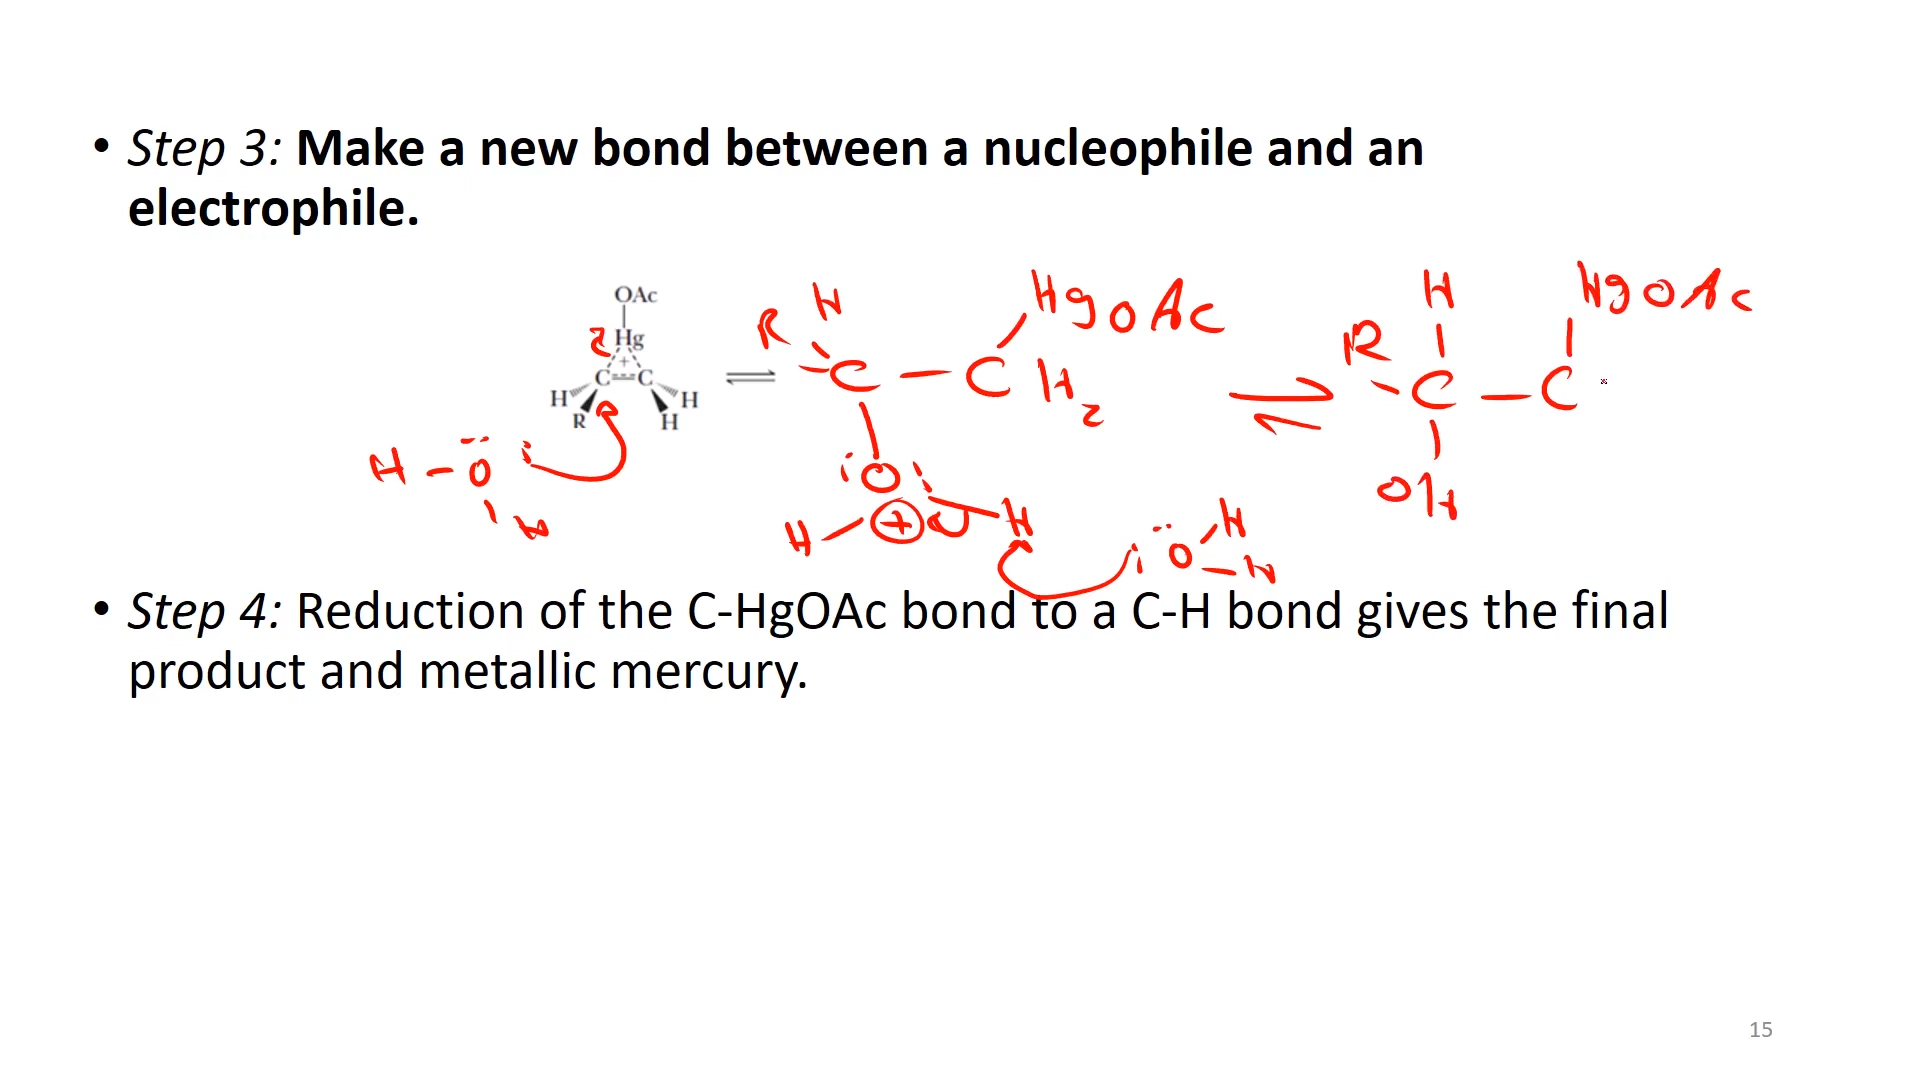 • Step 3: Make a new bond between a nucleophile and an
electrophile.
OAc
Hg
+
C C
H H
R H
H - O
H
R H HgOAc
C - C H2
O
H + H
O H
H
H HgOAc
R
C - C
OH
• Step 4: Reduction of the C-HgOAc bond to a C-H bond gives the final
product and metallic mercury.
15